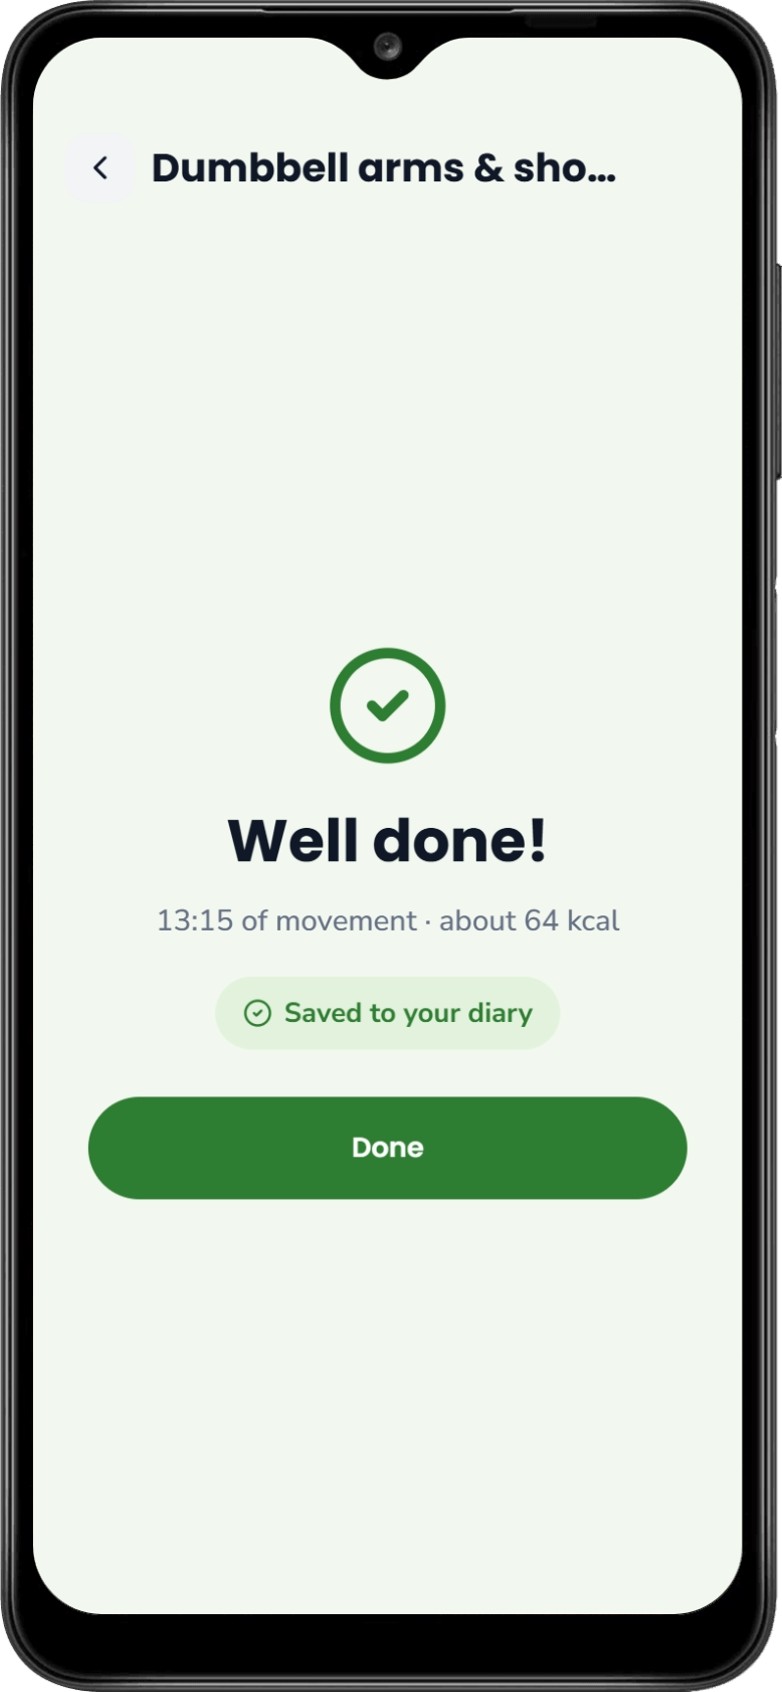 Dumbbell arms & sho...
Well done!
13:15 of movement · about 64 kcal
Saved to your diary
Done